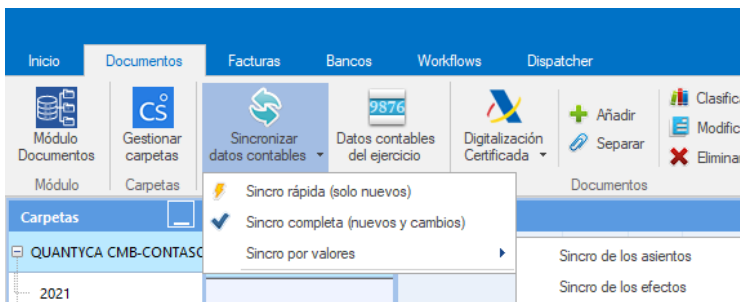 Inicio Documentos Facturas Bancos Workflows Dispatcher
CS
9876
Añadir
Separar
Módulo
Documentos
Gestionar
carpetas
Sincronizar
datos contables
Datos contables
del ejercicio
Digitalización
Certificada
Clasifica
Modific
Eliminar
Módulo Carpetas Documentos
Sincro rápida (solo nuevos)
Sincro completa (nuevos y cambios)
Sincro por valores
Sincro de los asientos
Sincro de los efectos
Carpetas
QUANTYCA CMB-CONTASO
2021